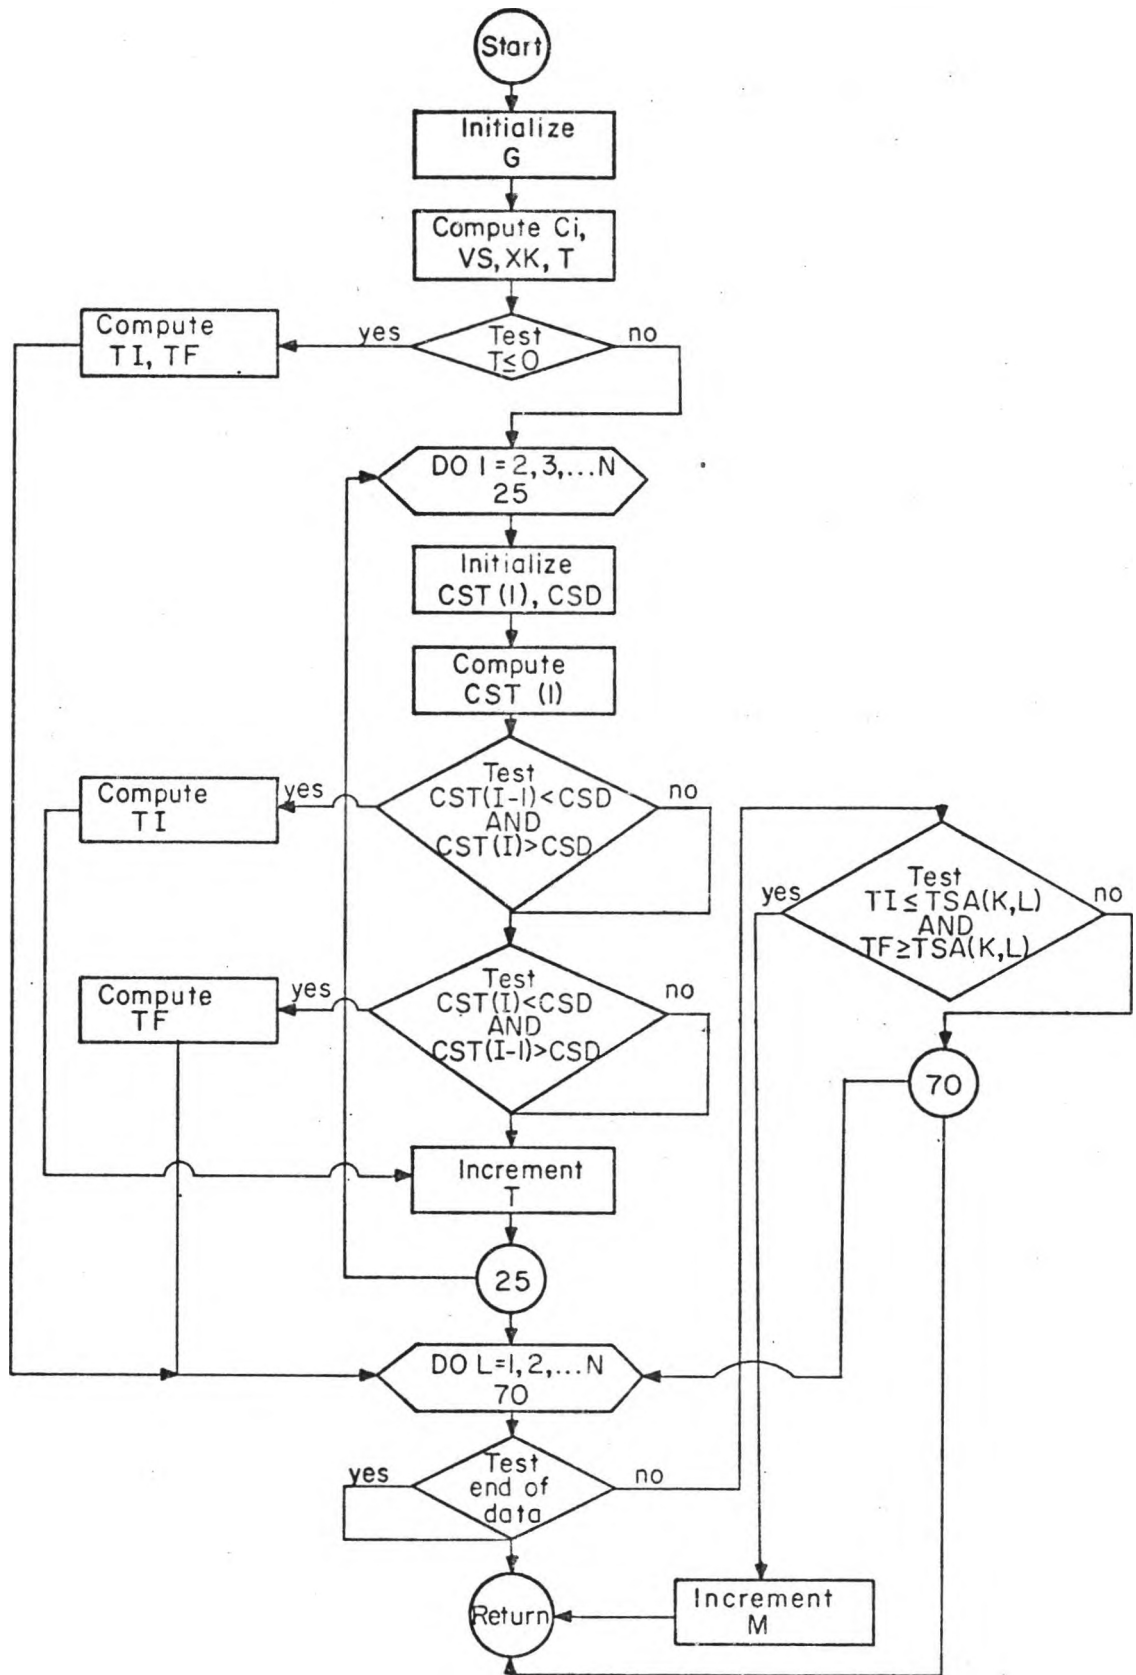 Start
Initialize
G
Compute Ci,
VS, XK, T
Test
T≤0
yes
no
Compute
TI, TF
DO I = 2, 3, ... N
25
Initialize
CST (I), CSD
Compute
CST (I)
Test
CST(I-1)<CSD
AND
CST(I)>CSD
yes
no
Compute
TI
Test
TI≤TSA(K,L)
AND
TF≥TSA(K,L)
yes
no
Test
CST(I)<CSD
AND
CST(I-1)>CSD
yes
no
Compute
TF
70
Increment
T
25
DO L=1, 2, ... N
70
Test
end of
data
yes
no
Return
Increment
M